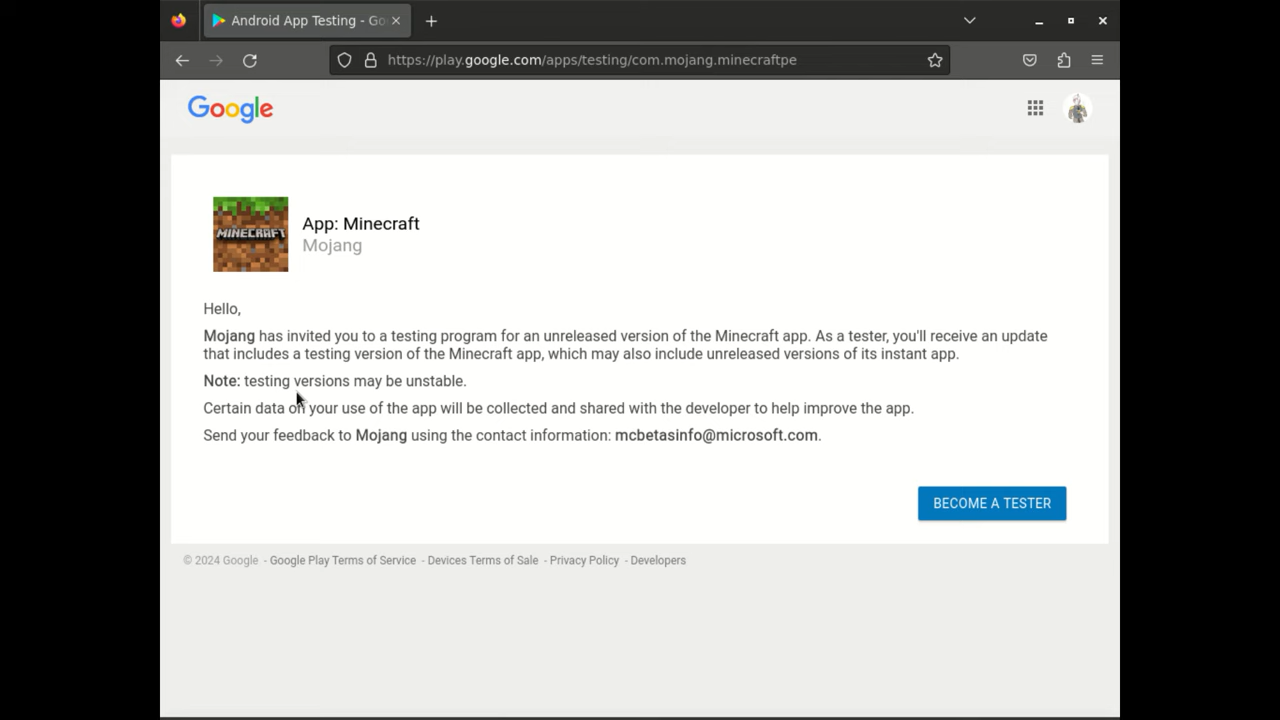 Android App Testing - Go
https://play.google.com/apps/testing/com.mojang.minecraftpe
Google
MINECRAFT
App: Minecraft
Mojang
Hello,
Mojang has invited you to a testing program for an unreleased version of the Minecraft app. As a tester, you'll receive an update
that includes a testing version of the Minecraft app, which may also include unreleased versions of its instant app.
Note: testing versions may be unstable.
Certain data on your use of the app will be collected and shared with the developer to help improve the app.
Send your feedback to Mojang using the contact information: mcbetasinfo@microsoft.com.
BECOME A TESTER
© 2024 Google - Google Play Terms of Service - Devices Terms of Sale - Privacy Policy - Developers